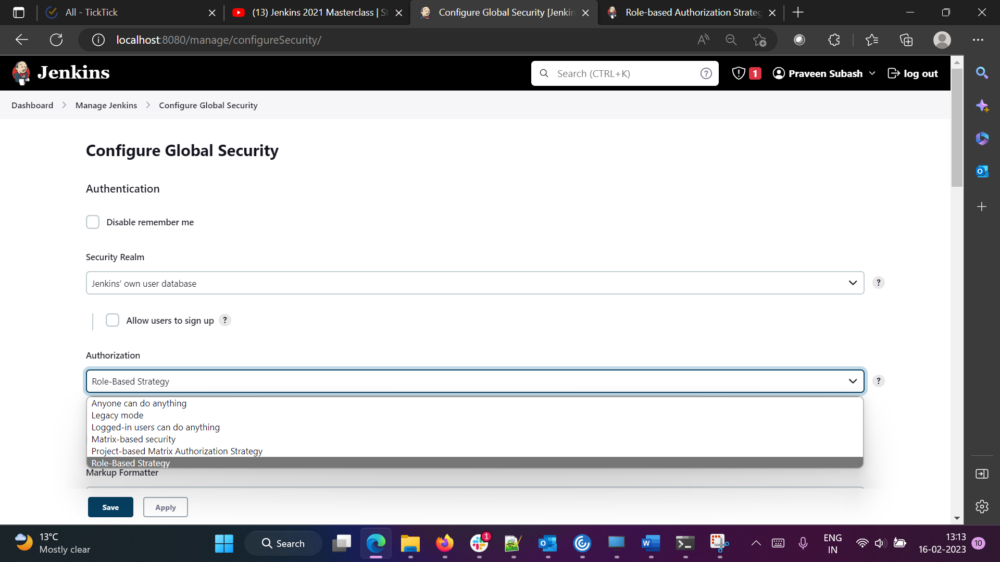 All - TickTick
(13) Jenkins 2021 Masterclass | St
Configure Global Security [Jenkin
Role-based Authorization Strateg
localhost:8080/manage/configureSecurity/
Jenkins
Search (CTRL+K)
?
1
Praveen Subash
log out
Dashboard
Manage Jenkins
Configure Global Security
Configure Global Security
Authentication
Disable remember me
Security Realm
Jenkins' own user database
?
Allow users to sign up
?
Authorization
Role-Based Strategy
?
Anyone can do anything
Legacy mode
Logged-in users can do anything
Matrix-based security
Project-based Matrix Authorization Strategy
Role-Based Strategy
Markup Formatter
Save
Apply
13°C
Mostly clear
Search
1
ENG
IN
13:13
16-02-2023
10